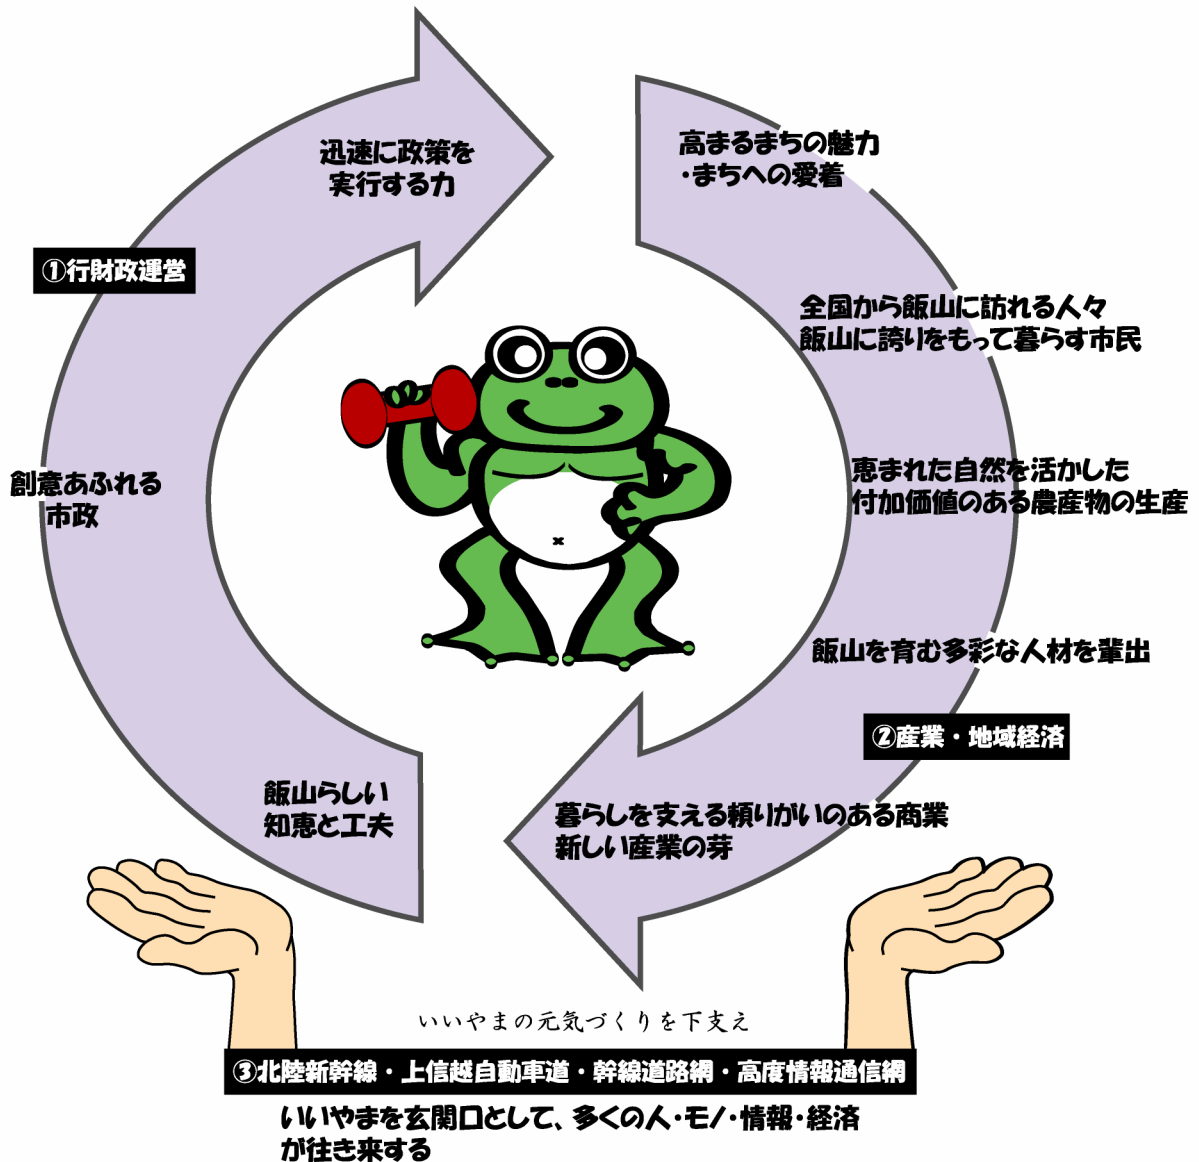 迅速に政策を
実行する力
高まるまちの魅力
・まちへの愛着
①行財政運営
全国から飯山に訪れる人々
飯山に誇りをもって暮らす市民
創意あふれる
市政
恵まれた自然を活かした
付加価値のある農産物の生産
飯山を育む多彩な人材を輩出
②産業・地域経済
飯山らしい
知恵と工夫
暮らしを支える頼りがいのある商業
新しい産業の芽
いいやまの元気づくりを下支え
③北陸新幹線・上信越自動車道・幹線道路網・高度情報通信網
いいやまを玄関口として、多くの人・モノ・情報・経済
が往き来する